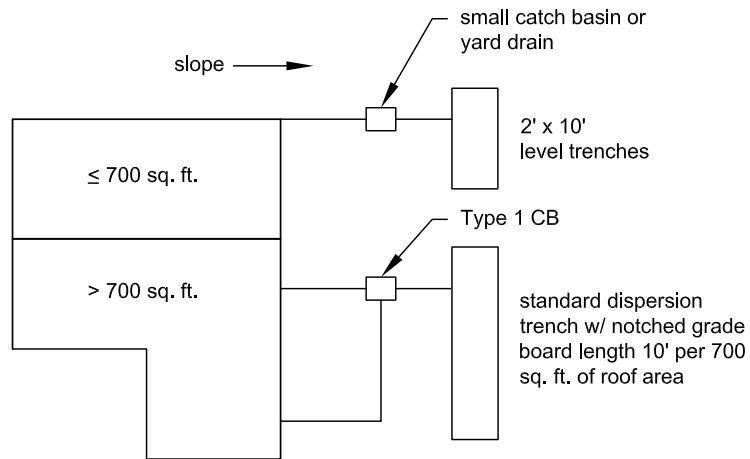 small catch basin or
yard drain
slope
2' x 10'
level trenches
≤ 700 sq. ft.
Type 1 CB
> 700 sq. ft.
standard dispersion
trench w/ notched grade
board length 10' per 700
sq. ft. of roof area